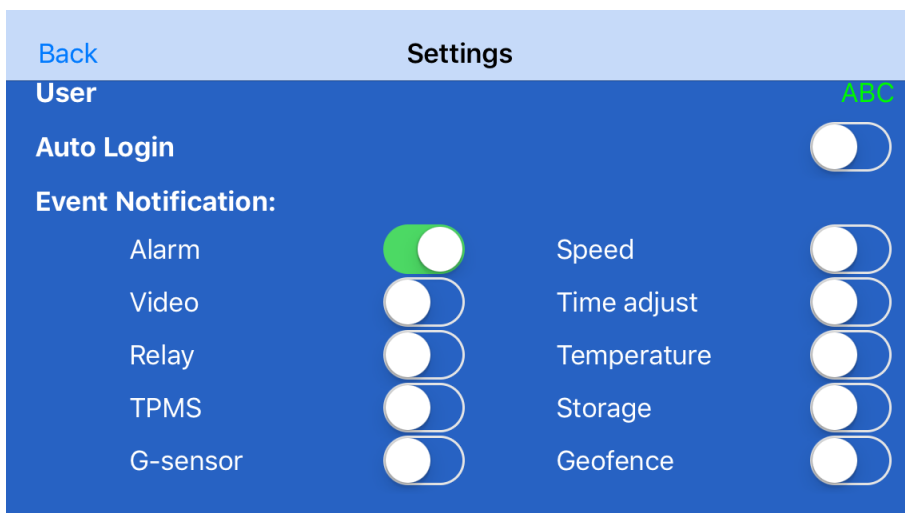 Back Settings
User ABC
Auto Login
Event Notification:
Alarm Speed
Video Time adjust
Relay Temperature
TPMS Storage
G-sensor Geofence